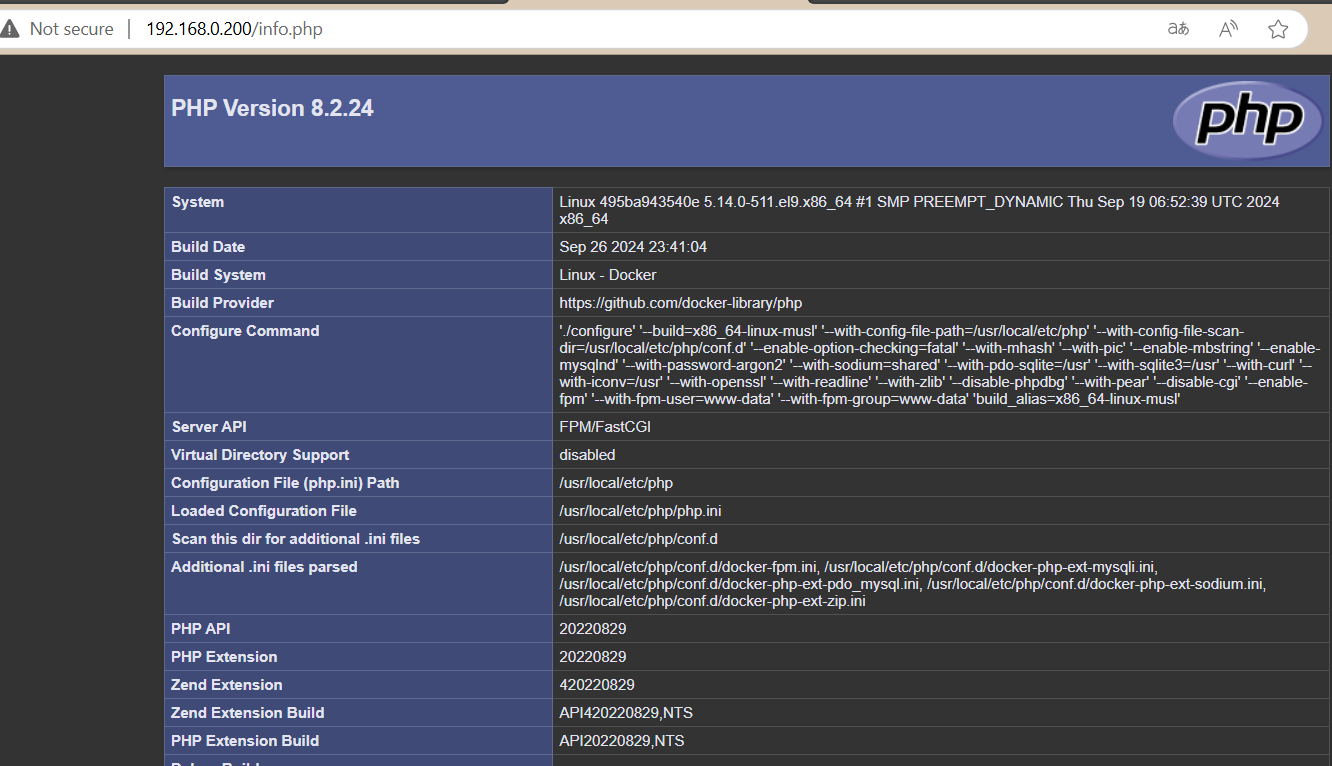 Not secure | 192.168.0.200/info.php aあ A
PHP Version 8.2.24 php
System Linux 495ba943540e 5.14.0-511.el9.x86_64 #1 SMP PREEMPT_DYNAMIC Thu Sep 19 06:52:39 UTC 2024
x86_64
Build Date Sep 26 2024 23:41:04
Build System Linux - Docker
Build Provider https://github.com/docker-library/php
Configure Command './configure' '--build=x86_64-linux-musl' '--with-config-file-path=/usr/local/etc/php' '--with-config-file-scan-
dir=/usr/local/etc/php/conf.d' '--enable-option-checking=fatal' '--with-mhash' '--with-pic' '--enable-mbstring' '--enable-
mysqlnd' '--with-password-argon2' '--with-sodium=shared' '--with-pdo-sqlite=/usr' '--with-sqlite3=/usr' '--with-curl' '--
with-iconv=/usr' '--with-openssl' '--with-readline' '--with-zlib' '--disable-phpdbg' '--with-pear' '--disable-cgi' '--enable-
fpm' '--with-fpm-user=www-data' '--with-fpm-group=www-data' 'build_alias=x86_64-linux-musl'
Server API FPM/FastCGI
Virtual Directory Support disabled
Configuration File (php.ini) Path /usr/local/etc/php
Loaded Configuration File /usr/local/etc/php/php.ini
Scan this dir for additional .ini files /usr/local/etc/php/conf.d
Additional .ini files parsed /usr/local/etc/php/conf.d/docker-fpm.ini, /usr/local/etc/php/conf.d/docker-php-ext-mysqli.ini,
/usr/local/etc/php/conf.d/docker-php-ext-pdo_mysql.ini, /usr/local/etc/php/conf.d/docker-php-ext-sodium.ini,
/usr/local/etc/php/conf.d/docker-php-ext-zip.ini
PHP API 20220829
PHP Extension 20220829
Zend Extension 420220829
Zend Extension Build API420220829,NTS
PHP Extension Build API20220829,NTS